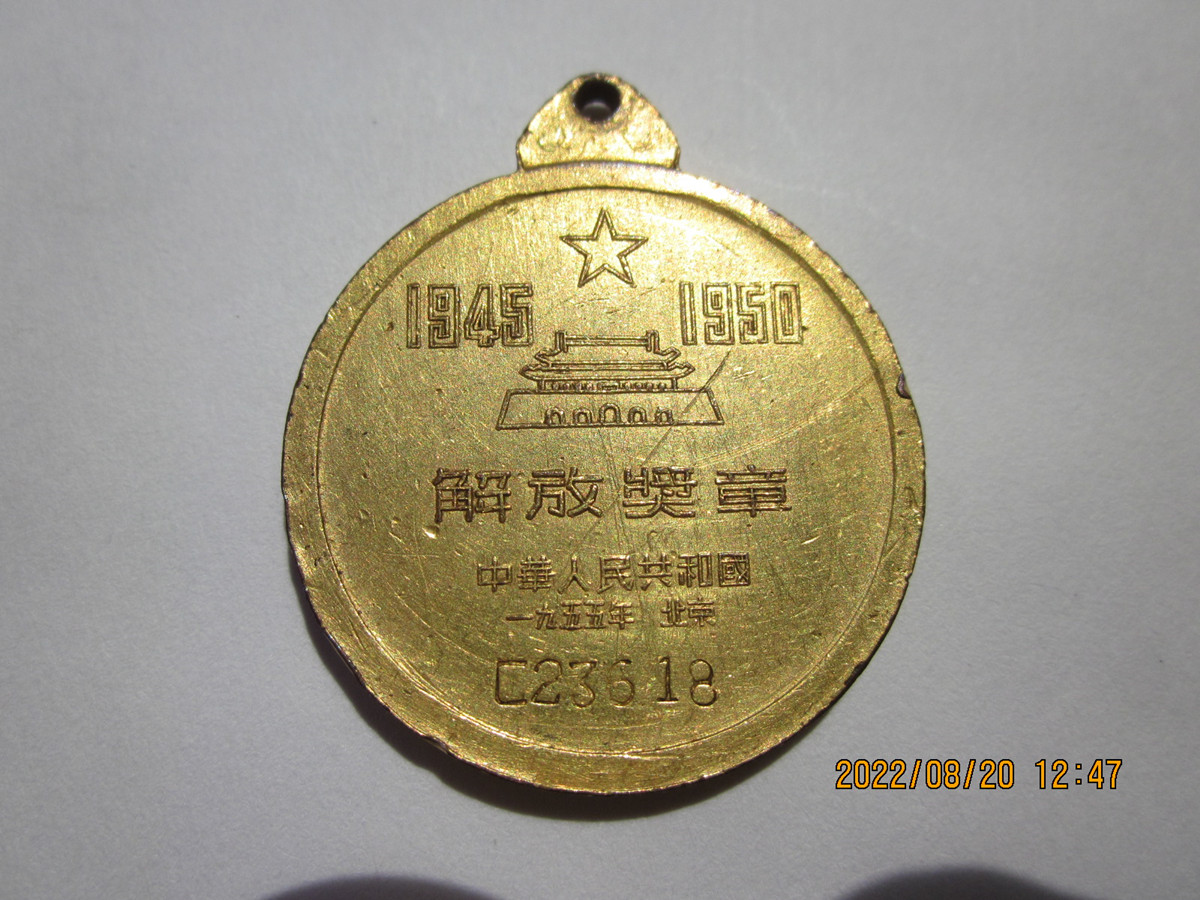 1945 1950
解放獎章
中華人民共和國
一九五五年 北京
C23618
2022/08/20 12:47